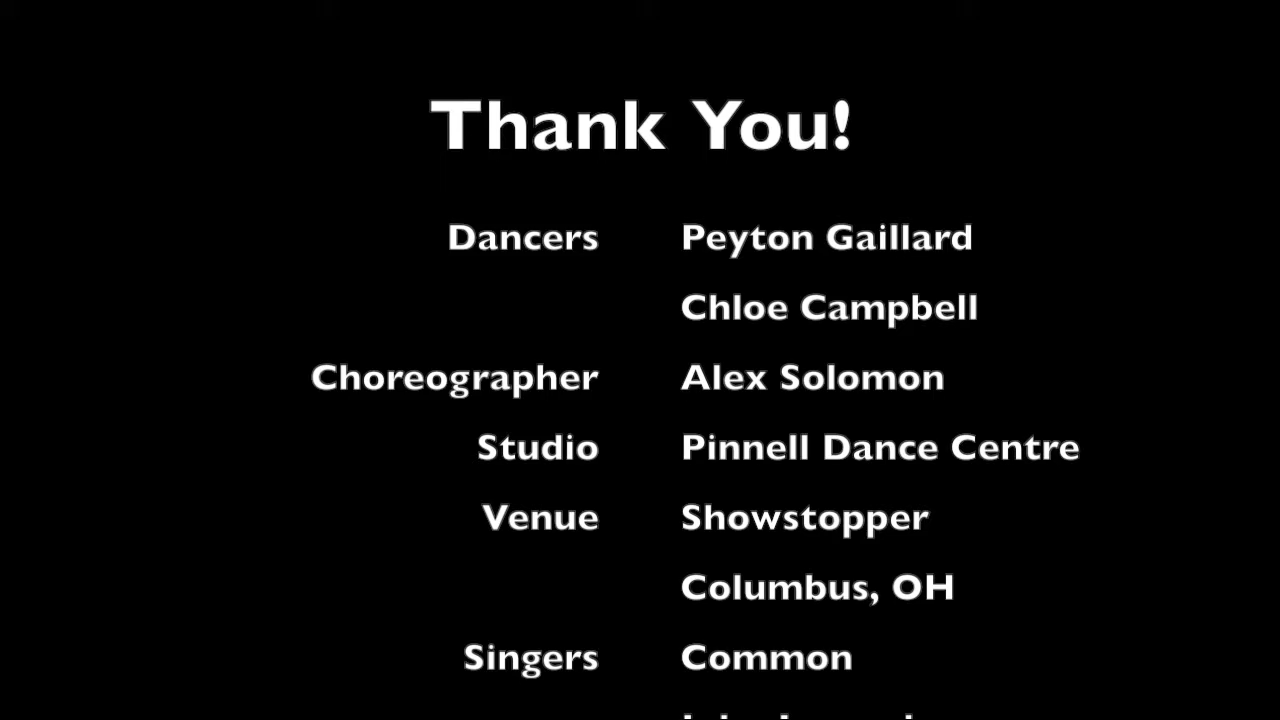 Thank You!
Dancers Peyton Gaillard
Chloe Campbell
Choreographer Alex Solomon
Studio Pinnell Dance Centre
Venue Showstopper
Columbus, OH
Singers Common